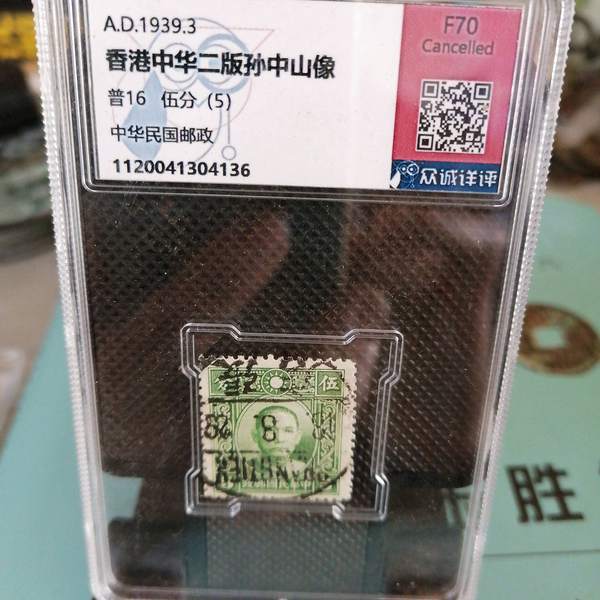 A.D.1939.3
香港中华二版孙中山像
普16 伍分 (5)
中华民国邮政
1120041304136
F70
Cancelled
众诚详评
伍
胜